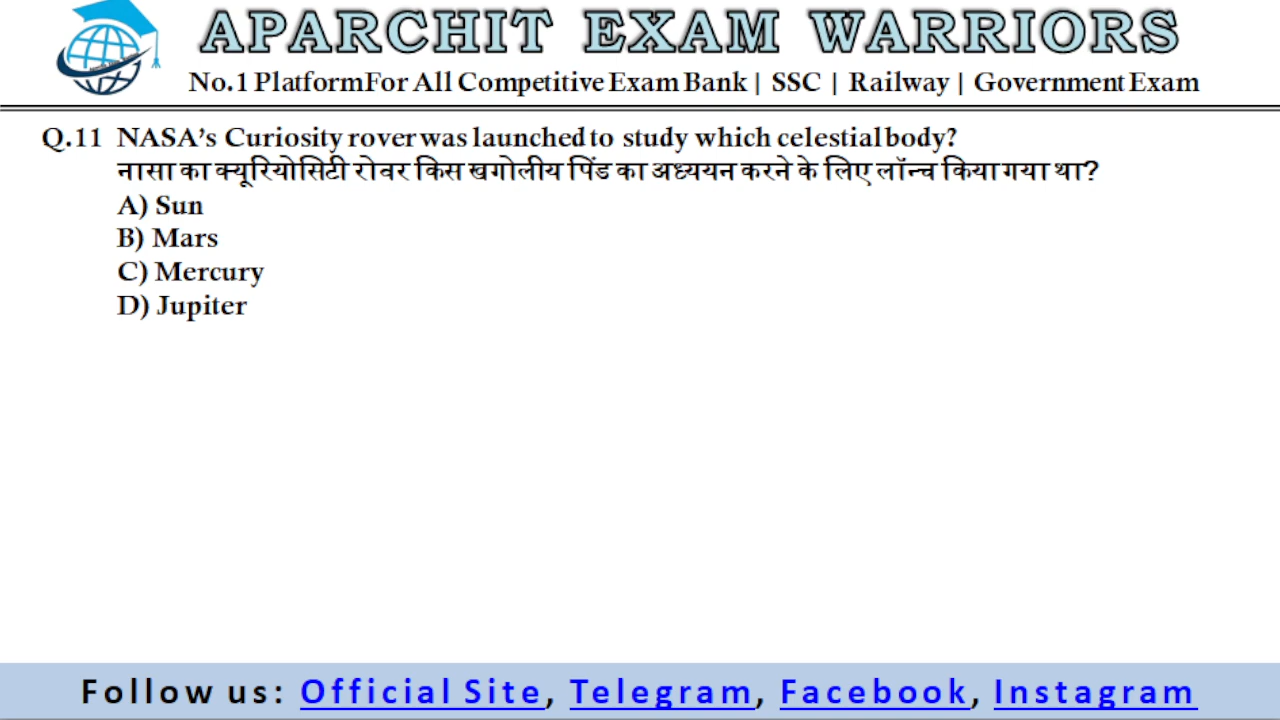 APARCHIT EXAM WARRIORS
No.1 PlatformFor All Competitive Exam Bank | SSC | Railway | Government Exam
Q.11 NASA's Curiosity rover was launched to study which celestial body?
नासा का क्यूरियोसिटी रोवर किस खगोलीय पिंड का अध्ययन करने के लिए लॉन्च किया गया था?
A) Sun
B) Mars
C) Mercury
D) Jupiter
Follow us: Official Site, Telegram, Facebook, Instagram